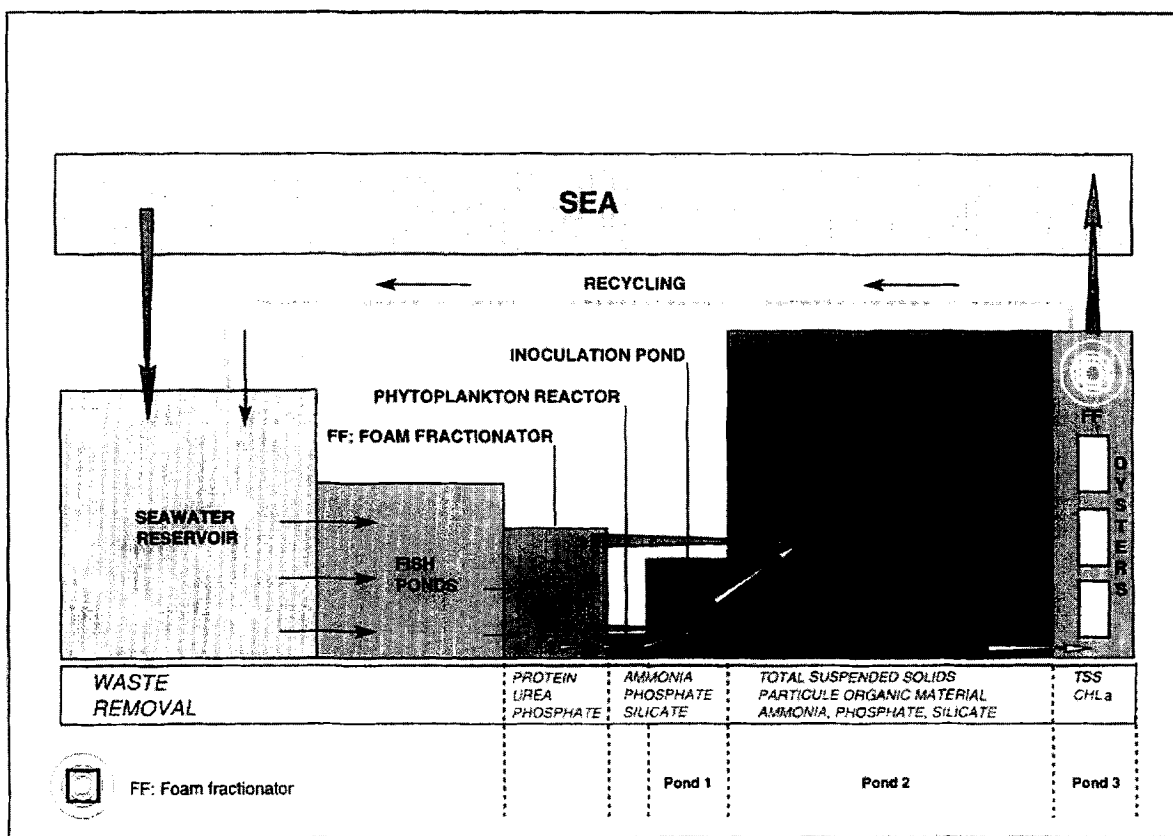 SEA
RECYCLING
INOCULATION POND
PHYTOPLANKTON REACTOR
FF: FOAM FRACTIONATOR
FF
SEAWATER
RESERVOIR
FISH
PONDS
OYSTERS
WASTE
REMOVAL
PROTEIN
UREA
PHOSPHATE
AMMONIA
PHOSPHATE
SILICATE
TOTAL SUSPENDED SOLIDS
PARTICULE ORGANIC MATERIAL
AMMONIA, PHOSPHATE, SILICATE
TSS
CHLa
FF: Foam fractionator
Pond 1
Pond 2
Pond 3